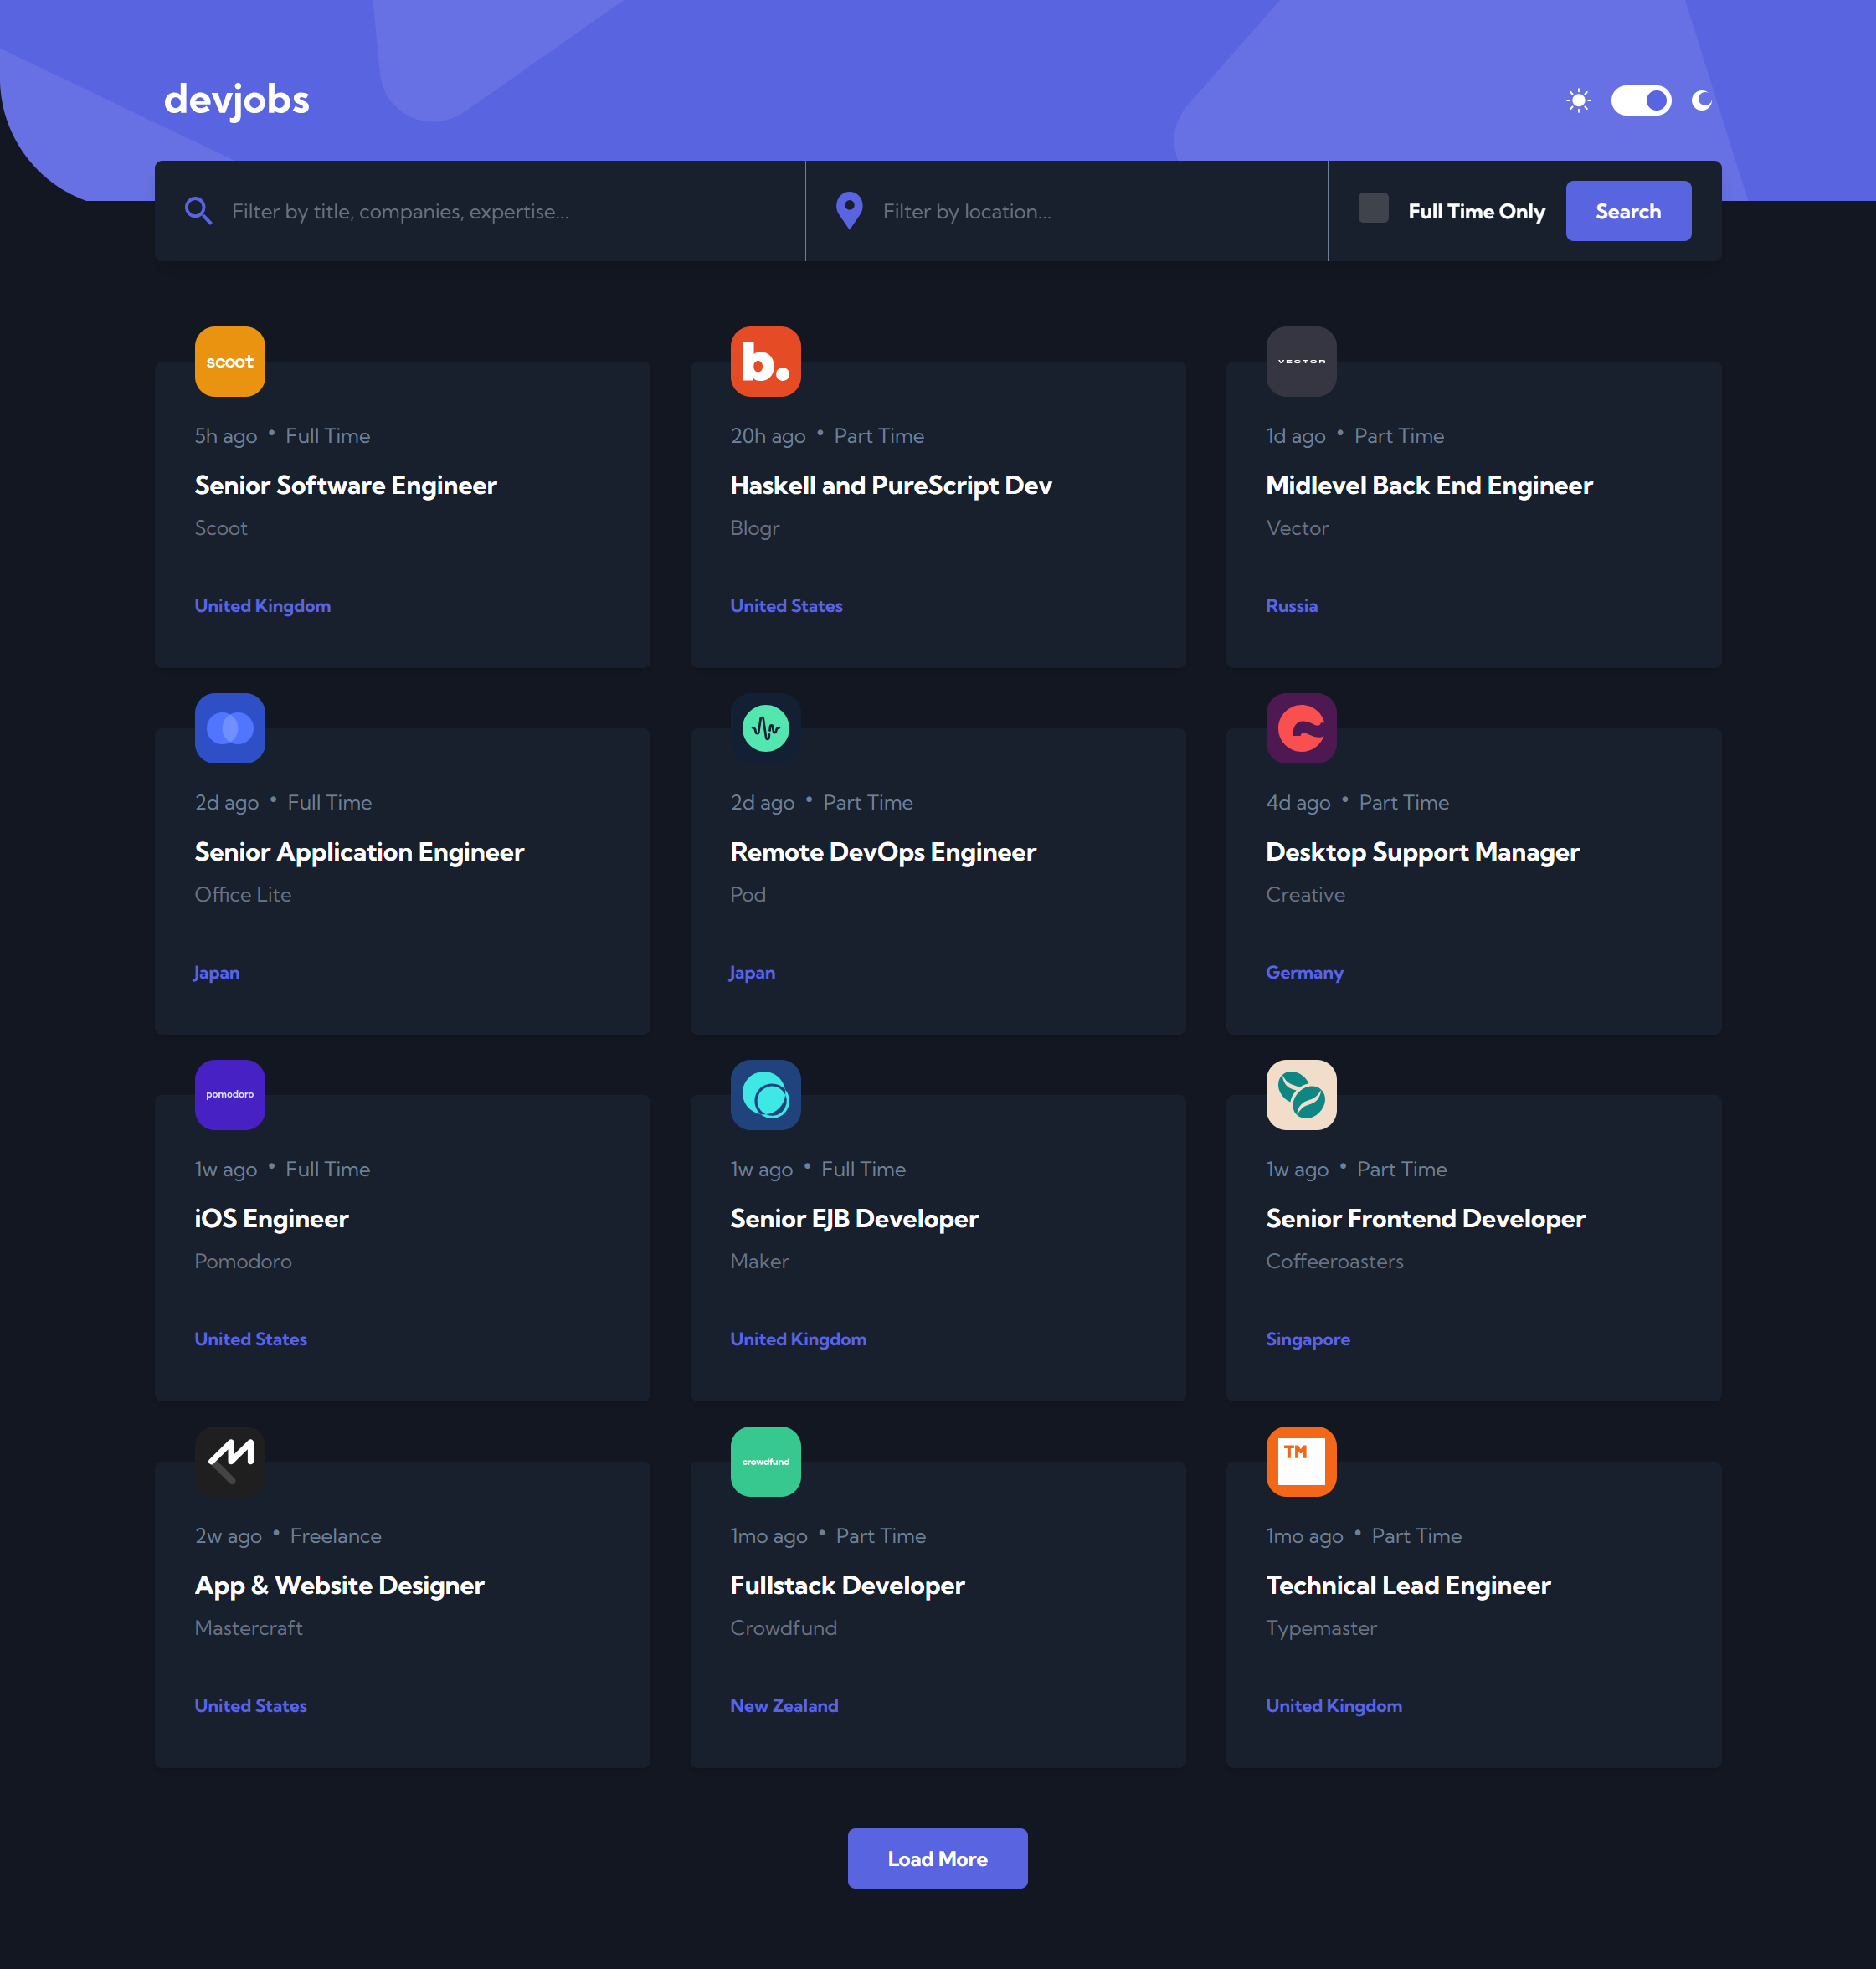 devjobs
Filter by title, companies, expertise...
Filter by location...
Full Time Only
Search
scoot
5h ago • Full Time
Senior Software Engineer
Scoot
United Kingdom
b.
20h ago • Part Time
Haskell and PureScript Dev
Blogr
United States
VECTOR
1d ago • Part Time
Midlevel Back End Engineer
Vector
Russia
2d ago • Full Time
Senior Application Engineer
Office Lite
Japan
2d ago • Part Time
Remote DevOps Engineer
Pod
Japan
4d ago • Part Time
Desktop Support Manager
Creative
Germany
pomodoro
1w ago • Full Time
iOS Engineer
Pomodoro
United States
1w ago • Full Time
Senior EJB Developer
Maker
United Kingdom
1w ago • Part Time
Senior Frontend Developer
Coffeeroasters
Singapore
2w ago • Freelance
App & Website Designer
Mastercraft
United States
crowdfund
1mo ago • Part Time
Fullstack Developer
Crowdfund
New Zealand
TM
1mo ago • Part Time
Technical Lead Engineer
Typemaster
United Kingdom
Load More